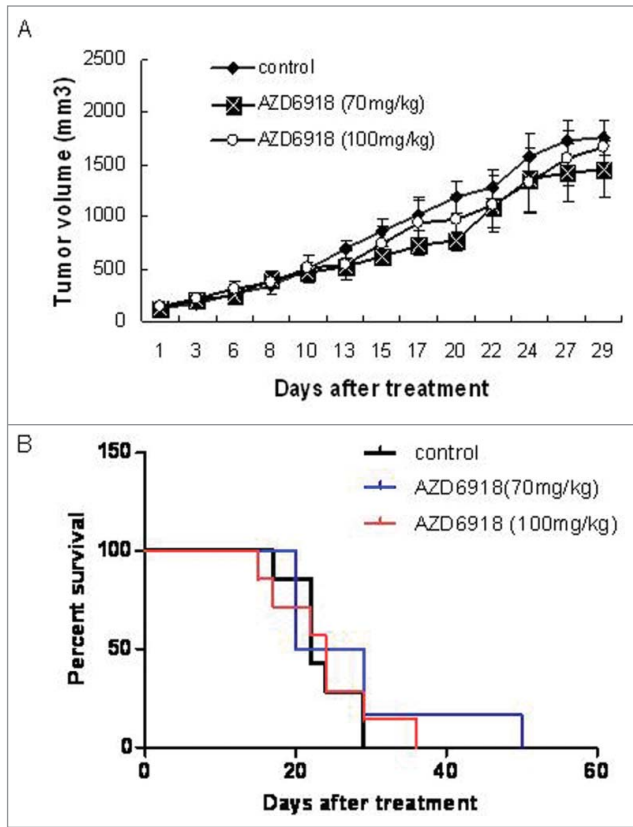 A
2500
2000
1500
1000
500
0
Tumor volume (mm3)
control
AZD6918 (70mg/kg)
AZD6918 (100mg/kg)
1 3 6 8 10 13 15 17 20 22 24 27 29
Days after treatment
B
150
100
50
0
Percent survival
control
AZD6918(70mg/kg)
AZD6918 (100mg/kg)
0 20 40 60
Days after treatment